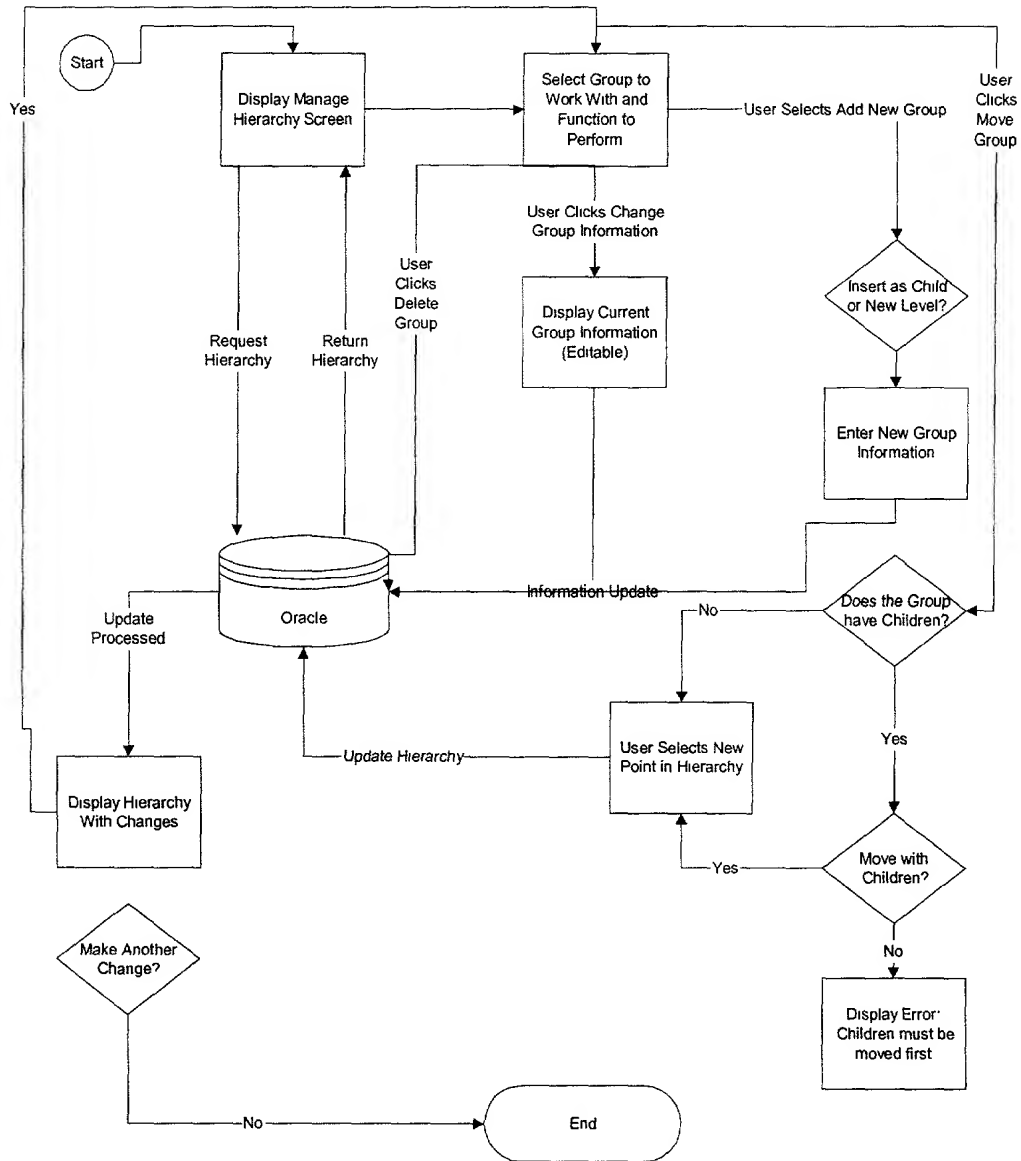 Start
Yes
Display Manage
Hierarchy Screen
Select Group to
Work With and
Function to
Perform
User Selects Add New Group
User
Clicks
Move
Group
User Clicks Change
Group Information
User
Clicks
Delete
Group
Insert as Child
or New Level?
Display Current
Group Information
(Editable)
Request
Hierarchy
Return
Hierarchy
Enter New Group
Information
Information Update
Oracle
Update
Processed
No
Does the Group
have Children?
Yes
User Selects New
Point in Hierarchy
Update Hierarchy
Display Hierarchy
With Changes
Yes
Move with
Children?
No
Make Another
Change?
Display Error:
Children must be
moved first
No
End